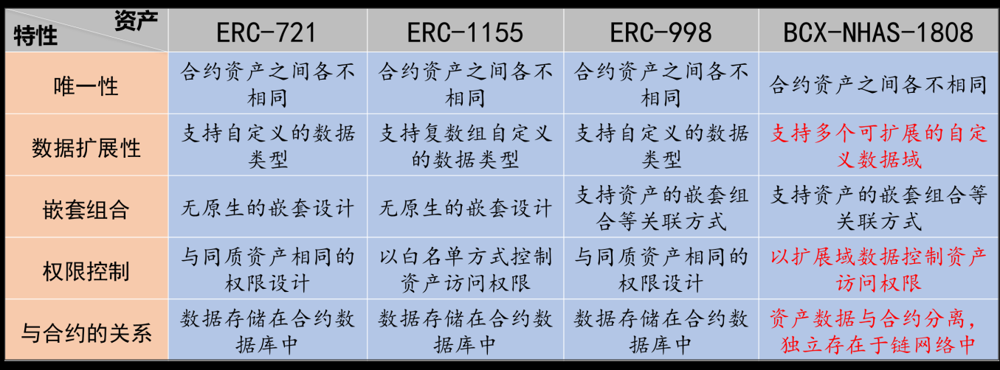 资产
特性
ERC-721
ERC-1155
ERC-998
BCX-NHAS-1808
唯一性
合约资产之间各不
相同
合约资产之间各不
相同
合约资产之间各不
相同
合约资产之间各不相同
数据扩展性
支持自定义的数据
类型
支持复数组自定义
的数据类型
支持自定义的数据
类型
支持多个可扩展的自定
义数据域
嵌套组合
无原生的嵌套设计
无原生的嵌套设计
支持资产的嵌套组
合等关联方式
支持资产的嵌套组合等
关联方式
权限控制
与同质资产相同的
权限设计
以白名单方式控制
资产访问权限
与同质资产相同的
权限设计
以扩展域数据控制资产
访问权限
与合约的关系
数据存储在合约数
据库中
数据存储在合约数
据库中
数据存储在合约数
据库中
资产数据与合约分离，
独立存在于链网络中